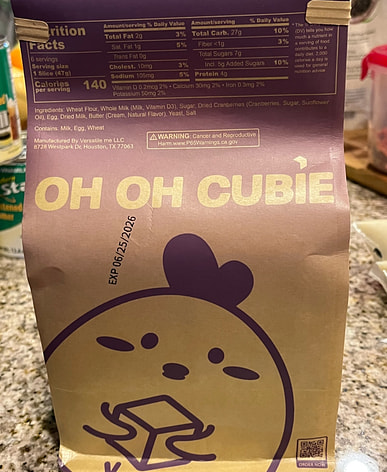 Nutrition Facts
6 servings
Serving size
1 Slice (47g)
Calories per serving 140
Amount/serving % Daily Value
Total Fat 2g 3%
Sat. Fat 1g 5%
Trans Fat 0g
Cholest. 10mg 3%
Sodium 105mg
Amount/serving % Daily Value
Total Carb. 27g 10%
Fiber <1g 3%
Total Sugars 7g
Incl. 5g Added Sugars 10%
Protein 4g
Vitamin D 0.2mcg 2% • Calcium 30mg 2% • Iron 0.3mg 2%
Potassium 50mg 2%
Ingredients: Wheat Flour, Whole Milk (Milk, Vitamin D3), Sugar, Dried Cranberries (Cranberries, Sugar, Sunflower
Oil), Egg, Dried Milk, Butter (Cream, Natural Flavor), Yeast, Salt
Contains: Milk, Egg, Wheat
Manufactured By Versatile me LLC
8728 Westpark Dr, Houston, TX 77063
WARNING: Cancer and Reproductive
Harm www.P65Warnings.ca.gov
OH OH CUBiE
EXP 06/25/2026
ORDER NOW